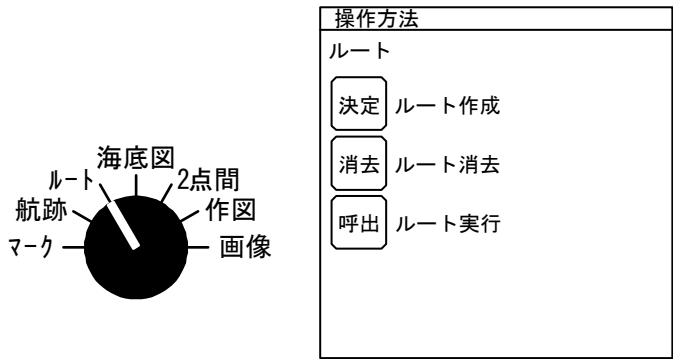 海底図
ルート
2点間
航跡
作図
マーク
画像
操作方法
ルート
決定 ルート作成
消去 ルート消去
呼出 ルート実行